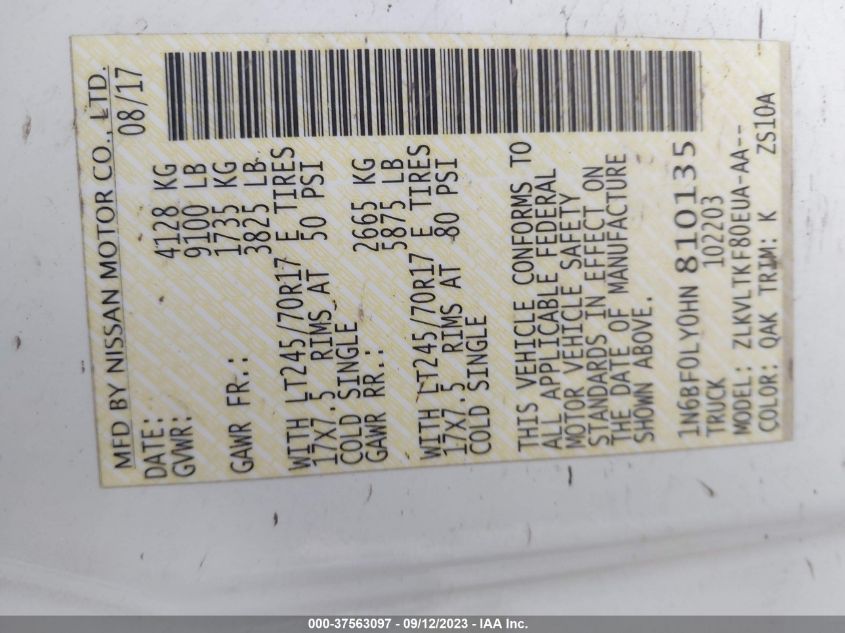 MFD BY NISSAN MOTOR CO., LTD.
DATE: 08/17
GVWR: 4128 KG
9100 LB
GAWR FR.: 1735 KG
3825 LB
WITH LT245/70R17 E TIRES
17X7.5 RIMS AT 50 PSI
COLD SINGLE
GAWR RR.: 2665 KG
5875 LB
WITH LT245/70R17 E TIRES
17X7.5 RIMS AT 80 PSI
COLD SINGLE
THIS VEHICLE CONFORMS TO
ALL APPLICABLE FEDERAL
MOTOR VEHICLE SAFETY
STANDARDS IN EFFECT ON
THE DATE OF MANUFACTURE
SHOWN ABOVE.
1N6BF0LY0HN810135
TRUCK 102203
MODEL: ZLKVLTKF80EUA-AA--
COLOR: QAK TRIM: K ZS10A
000-37563097 - 09/12/2023 - IAA Inc.